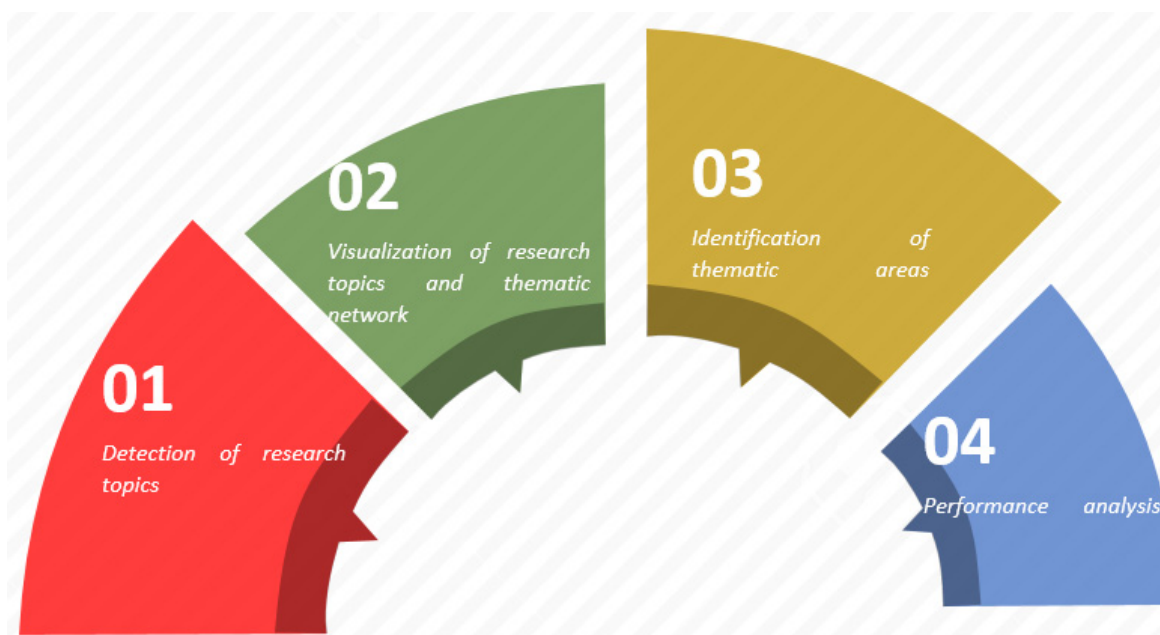 01
Detection of research
topics
02
Visualization of research
topics and thematic
network
03
Identification of
thematic areas
04
Performance analysis